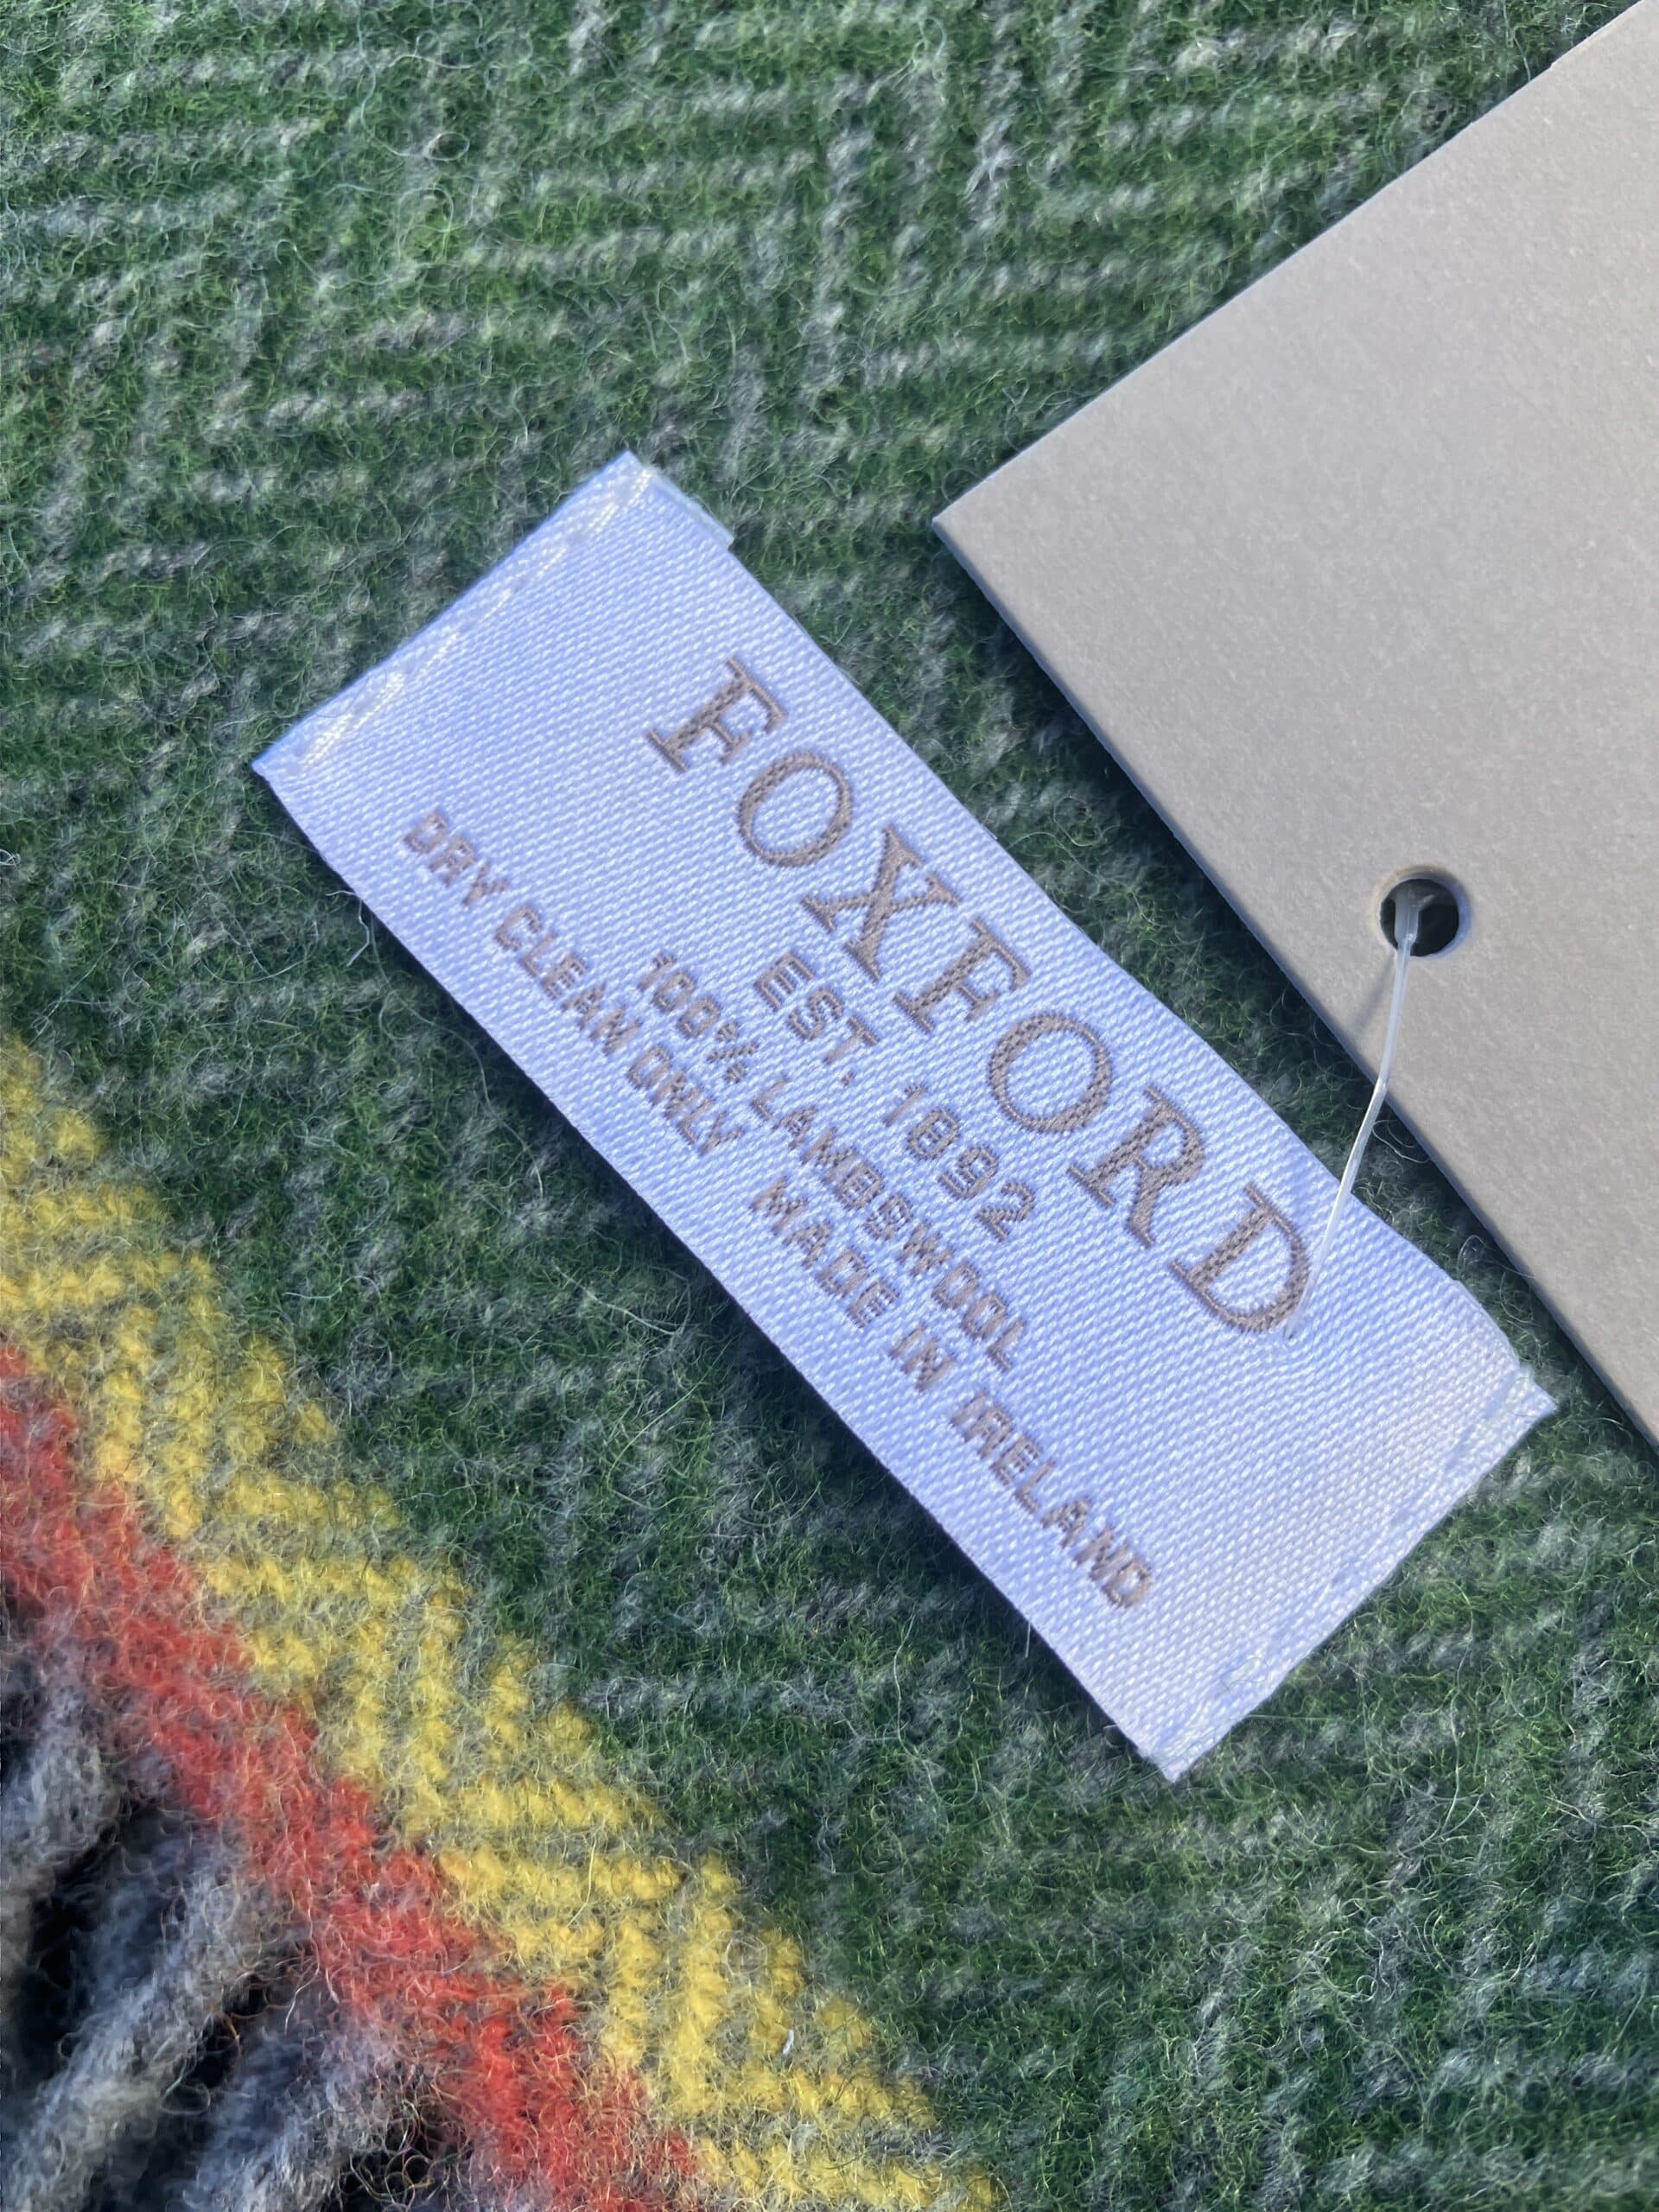 FOXFORD
EST. 1892
100% LAMBSWOOL
DRY CLEAN ONLY MADE IN IRELAND